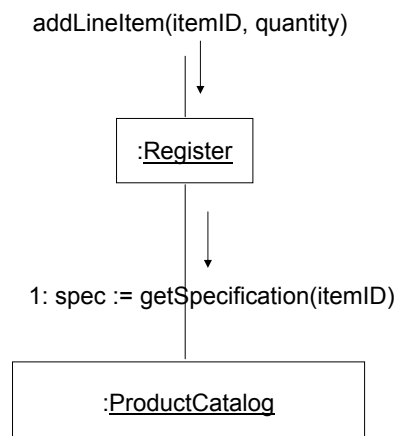 addLineItem(itemID, quantity)
:Register
1: spec := getSpecification(itemID)
:ProductCatalog